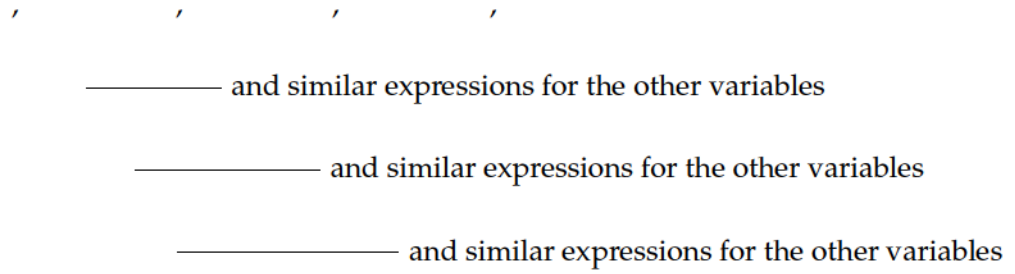 , , , ,
and similar expressions for the other variables
and similar expressions for the other variables
and similar expressions for the other variables